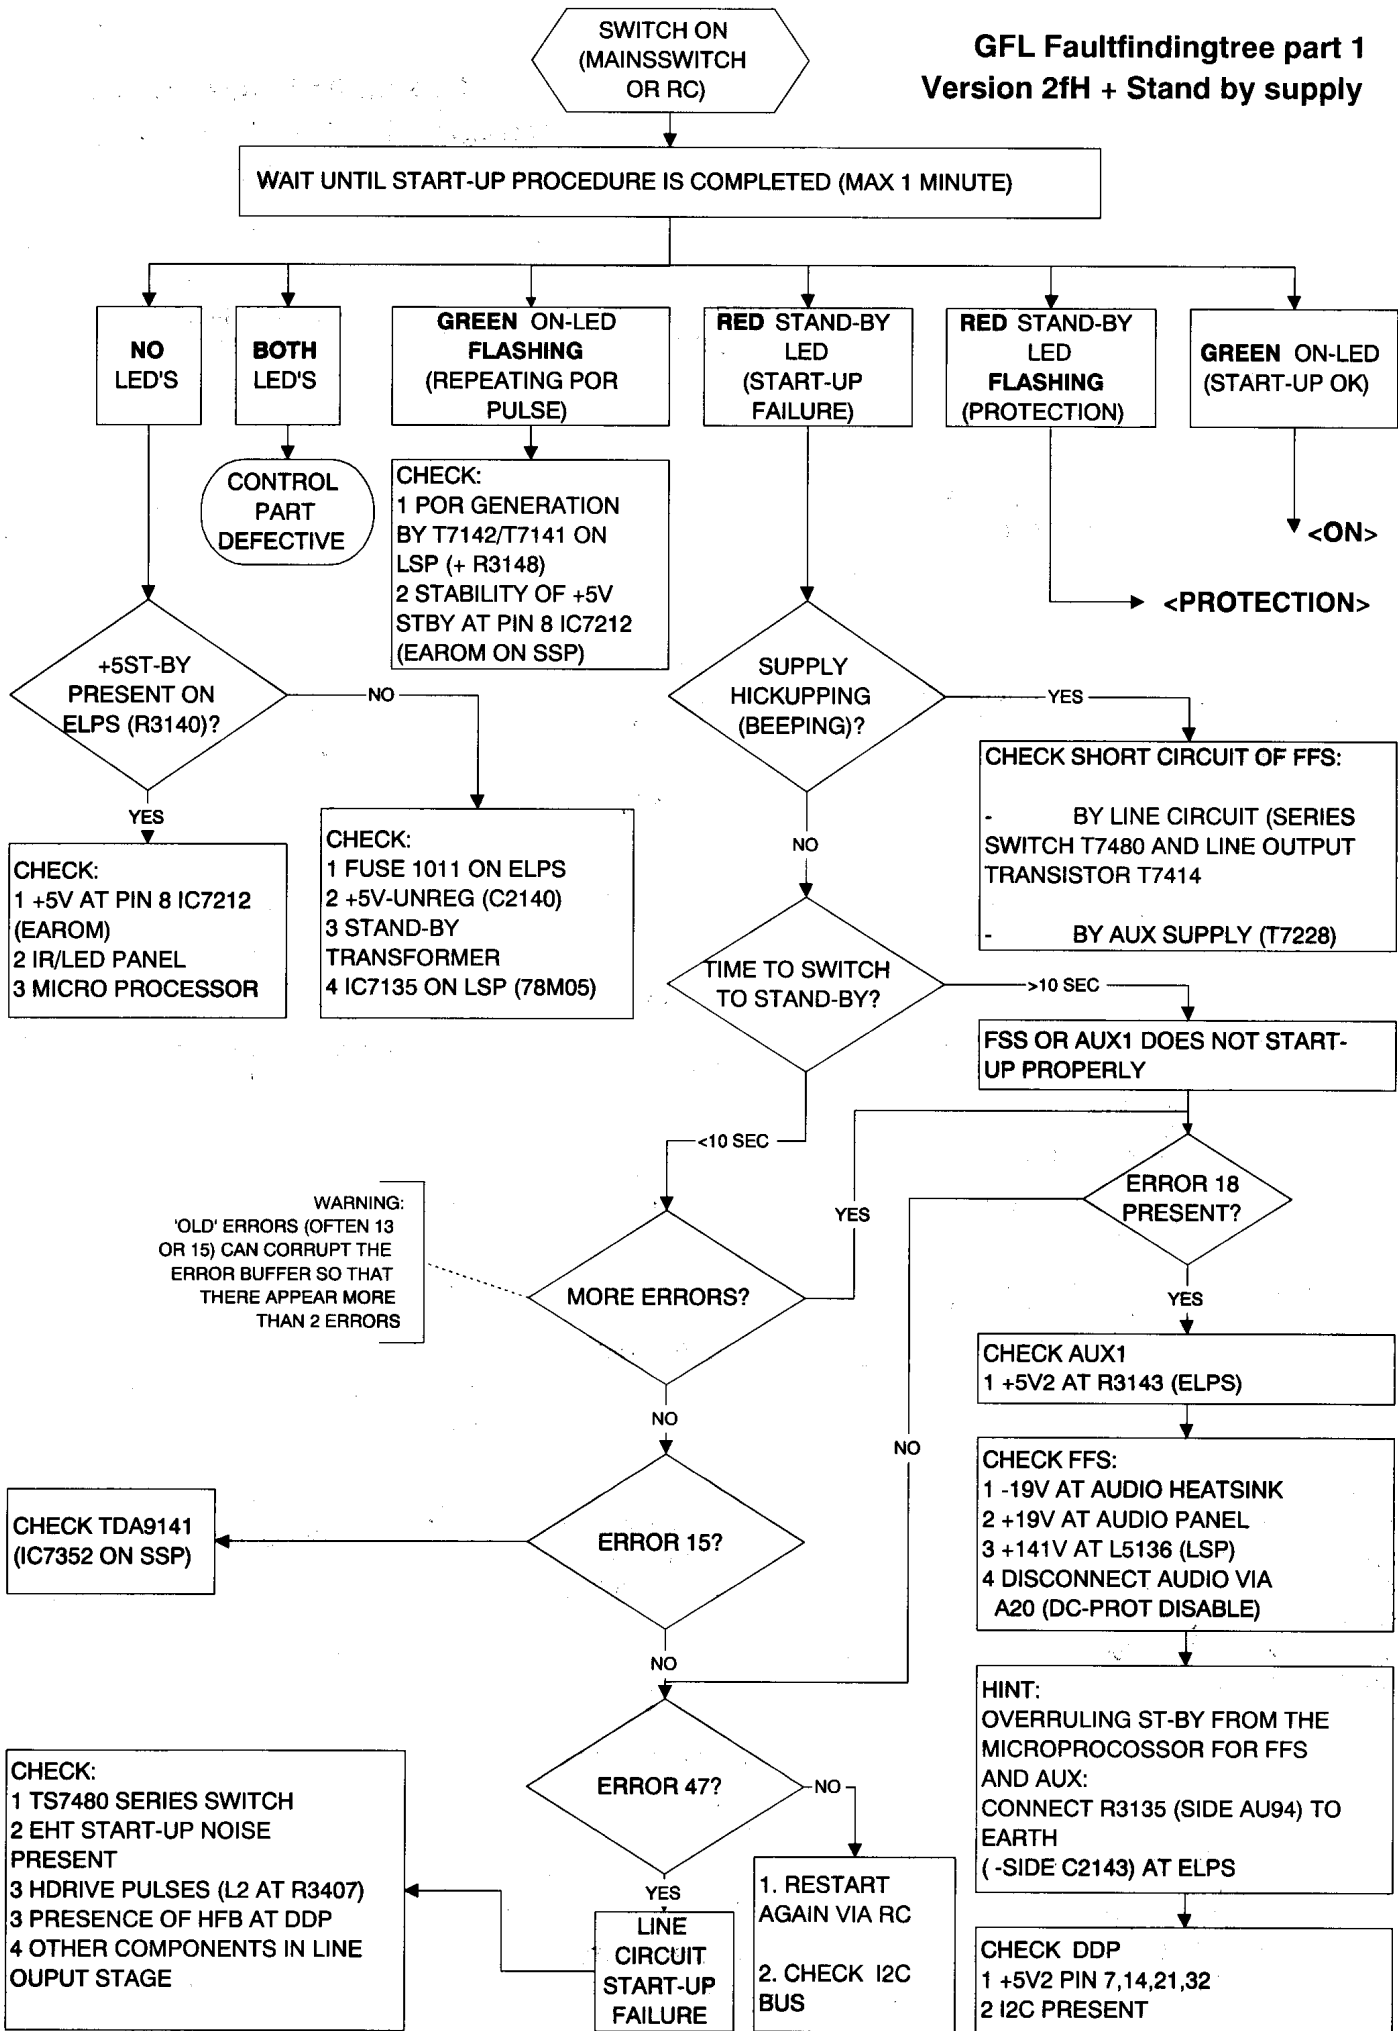 GFL Faultfindingtree part 1
Version 2fH + Stand by supply
SWITCH ON
(MAINSSWITCH
OR RC)
WAIT UNTIL START-UP PROCEDURE IS COMPLETED (MAX 1 MINUTE)
NO
LED'S
BOTH
LED'S
GREEN ON-LED
FLASHING
(REPEATING POR
PULSE)
RED STAND-BY
LED
(START-UP
FAILURE)
RED STAND-BY
LED
FLASHING
(PROTECTION)
GREEN ON-LED
(START-UP OK)
CONTROL
PART
DEFECTIVE
CHECK:
1 POR GENERATION
BY T7142/T7141 ON
LSP (+ R3148)
2 STABILITY OF +5V
STBY AT PIN 8 IC7212
(EAROM ON SSP)
<ON>
<PROTECTION>
+5ST-BY
PRESENT ON
ELPS (R3140)?
NO
YES
SUPPLY
HICKUPPING
(BEEPING)?
YES
NO
CHECK SHORT CIRCUIT OF FFS:
- BY LINE CIRCUIT (SERIES
SWITCH T7480 AND LINE OUTPUT
TRANSISTOR T7414
- BY AUX SUPPLY (T7228)
CHECK:
1 +5V AT PIN 8 IC7212
(EAROM)
2 IR/LED PANEL
3 MICRO PROCESSOR
CHECK:
1 FUSE 1011 ON ELPS
2 +5V-UNREG (C2140)
3 STAND-BY
TRANSFORMER
4 IC7135 ON LSP (78M05)
TIME TO SWITCH
TO STAND-BY?
>10 SEC
<10 SEC
FSS OR AUX1 DOES NOT START-
UP PROPERLY
WARNING:
'OLD' ERRORS (OFTEN 13
OR 15) CAN CORRUPT THE
ERROR BUFFER SO THAT
THERE APPEAR MORE
THAN 2 ERRORS
MORE ERRORS?
YES
NO
ERROR 18
PRESENT?
YES
NO
CHECK AUX1
1 +5V2 AT R3143 (ELPS)
CHECK FFS:
1 -19V AT AUDIO HEATSINK
2 +19V AT AUDIO PANEL
3 +141V AT L5136 (LSP)
4 DISCONNECT AUDIO VIA
A20 (DC-PROT DISABLE)
CHECK TDA9141
(IC7352 ON SSP)
ERROR 15?
NO
HINT:
OVERRULING ST-BY FROM THE
MICROPROCOSSOR FOR FFS
AND AUX:
CONNECT R3135 (SIDE AU94) TO
EARTH
( -SIDE C2143) AT ELPS
ERROR 47?
NO
YES
CHECK:
1 TS7480 SERIES SWITCH
2 EHT START-UP NOISE
PRESENT
3 HDRIVE PULSES (L2 AT R3407)
3 PRESENCE OF HFB AT DDP
4 OTHER COMPONENTS IN LINE
OUPUT STAGE
LINE
CIRCUIT
START-UP
FAILURE
1. RESTART
AGAIN VIA RC
2. CHECK I2C
BUS
CHECK DDP
1 +5V2 PIN 7,14,21,32
2 I2C PRESENT